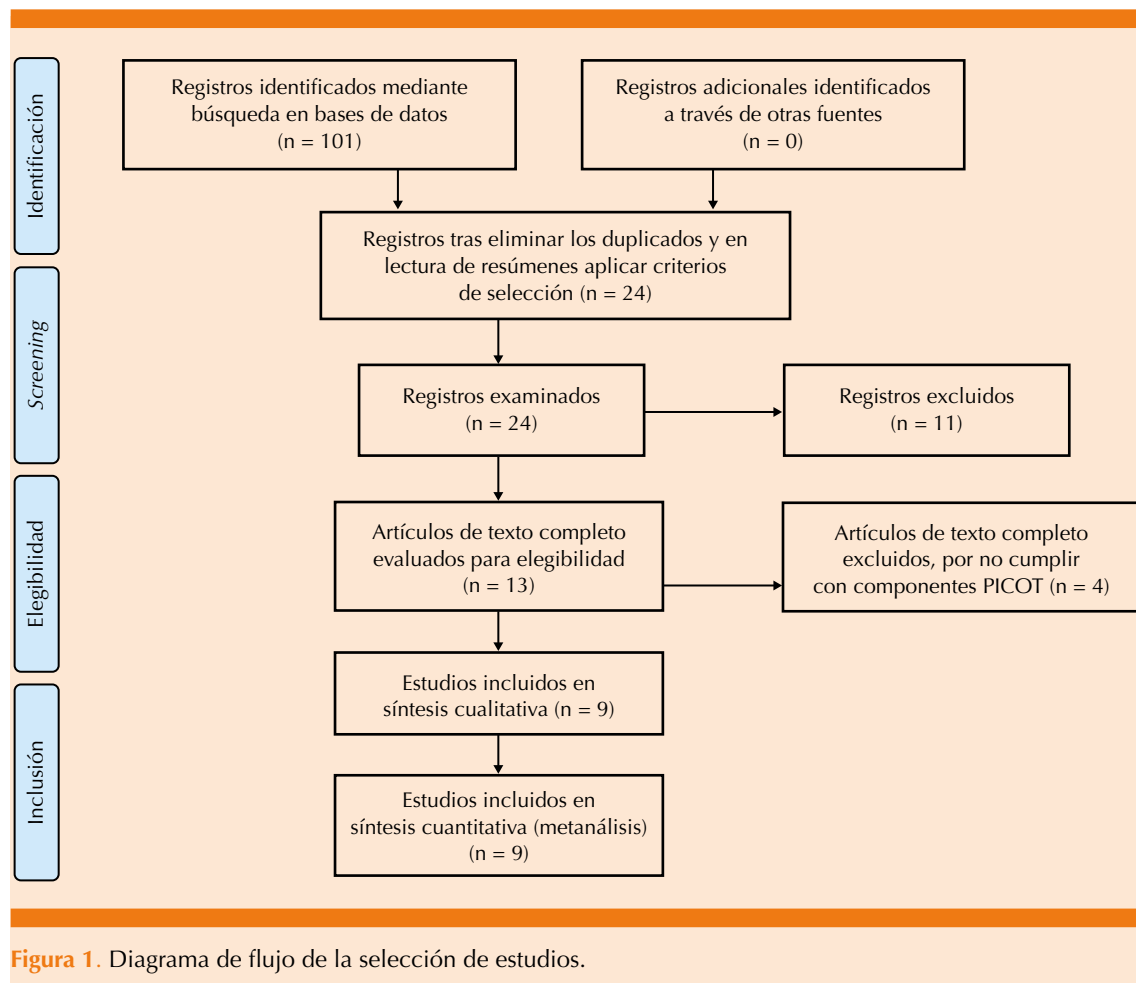 Identificación
Registros identificados mediante
búsqueda en bases de datos
(n = 101)
Registros adicionales identificados
a través de otras fuentes
(n = 0)
Registros tras eliminar los duplicados y en
lectura de resúmenes aplicar criterios
de selección (n = 24)
Screening
Registros examinados
(n = 24)
Registros excluidos
(n = 11)
Elegibilidad
Artículos de texto completo
evaluados para elegibilidad
(n = 13)
Artículos de texto completo
excluidos, por no cumplir
con componentes PICOT (n = 4)
Inclusión
Estudios incluidos en
síntesis cualitativa (n = 9)
Estudios incluidos en
síntesis cuantitativa (metanálisis)
(n = 9)
Figura 1. Diagrama de flujo de la selección de estudios.